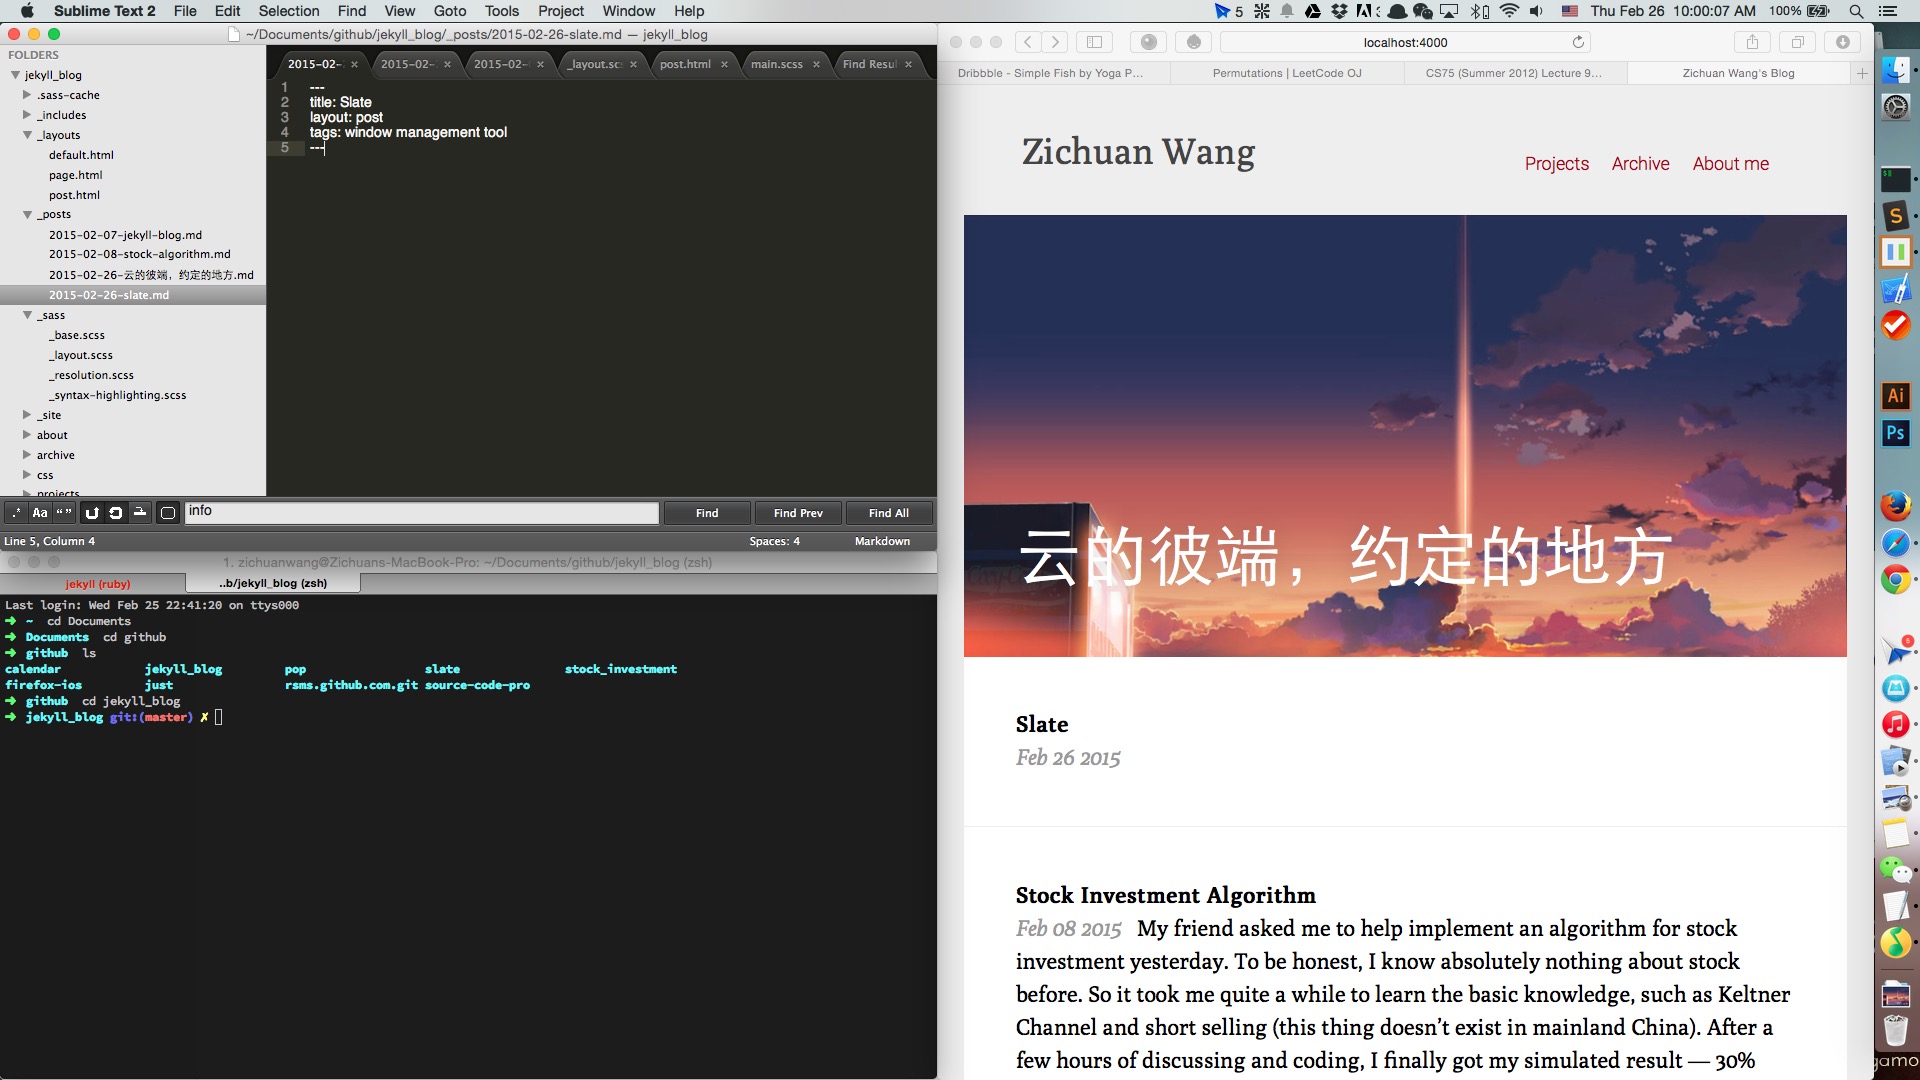 Sublime Text 2 File Edit Selection Find View Goto Tools Project Window Help
5 Thu Feb 26 10:00:07 AM 100%
~/Documents/github/jekyll_blog/_posts/2015-02-26-slate.md — jekyll_blog
FOLDERS
jekyll_blog
.sass-cache
_includes
_layouts
default.html
page.html
post.html
_posts
2015-02-07-jekyll-blog.md
2015-02-08-stock-algorithm.md
2015-02-26-云的彼端，约定的地方.md
2015-02-26-slate.md
_sass
_base.scss
_layout.scss
_resolution.scss
_syntax-highlighting.scss
_site
about
archive
css
projects
2015-02- 2015-02- 2015-02- _layout.sc post.html main.scss Find Resul
1 ---
2 title: Slate
3 layout: post
4 tags: window management tool
5 ---
.* Aa “” info Find Find Prev Find All
Line 5, Column 4 Spaces: 4 Markdown
1. zichuanwang@Zichuans-MacBook-Pro: ~/Documents/github/jekyll_blog (zsh)
jekyll (ruby) ..b/jekyll_blog (zsh)
Last login: Wed Feb 25 22:41:20 on ttys000
➜ ~ cd Documents
➜ Documents cd github
➜ github ls
calendar jekyll_blog pop slate stock_investment
firefox-ios just rsms.github.com.git source-code-pro
➜ github cd jekyll_blog
➜ jekyll_blog git:(master) ✗
localhost:4000
Dribbble - Simple Fish by Yoga P... Permutations | LeetCode OJ CS75 (Summer 2012) Lecture 9... Zichuan Wang's Blog
Zichuan Wang
Projects Archive About me
云的彼端，约定的地方
Slate
Feb 26 2015
Stock Investment Algorithm
Feb 08 2015 My friend asked me to help implement an algorithm for stock
investment yesterday. To be honest, I know absolutely nothing about stock
before. So it took me quite a while to learn the basic knowledge, such as Keltner
Channel and short selling (this thing doesn’t exist in mainland China). After a
few hours of discussing and coding, I finally got my simulated result — 30%
S
Ai
Ps
6
gamo